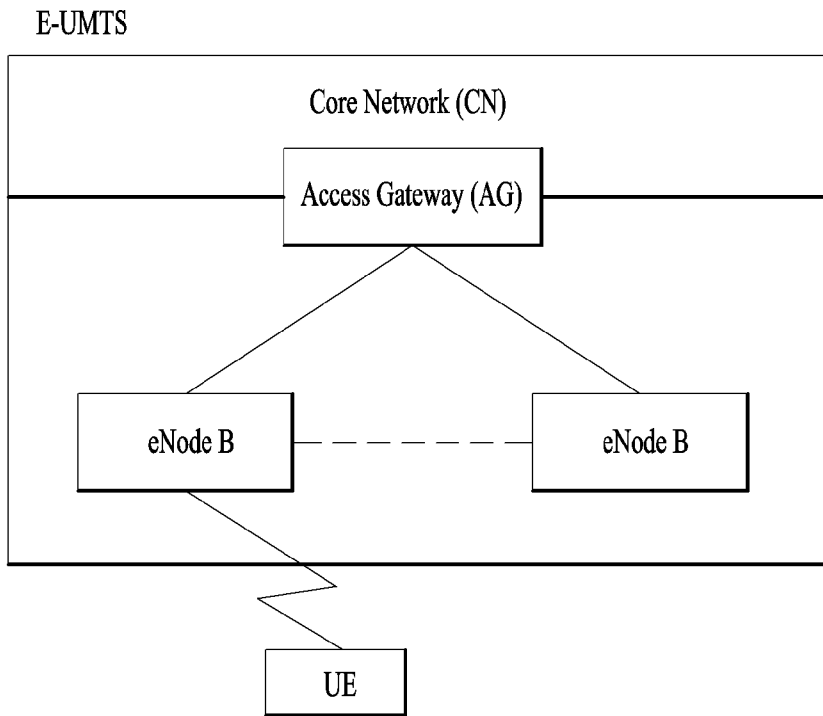 E-UMTS
Core Network (CN)
Access Gateway (AG)
eNode B
eNode B
UE